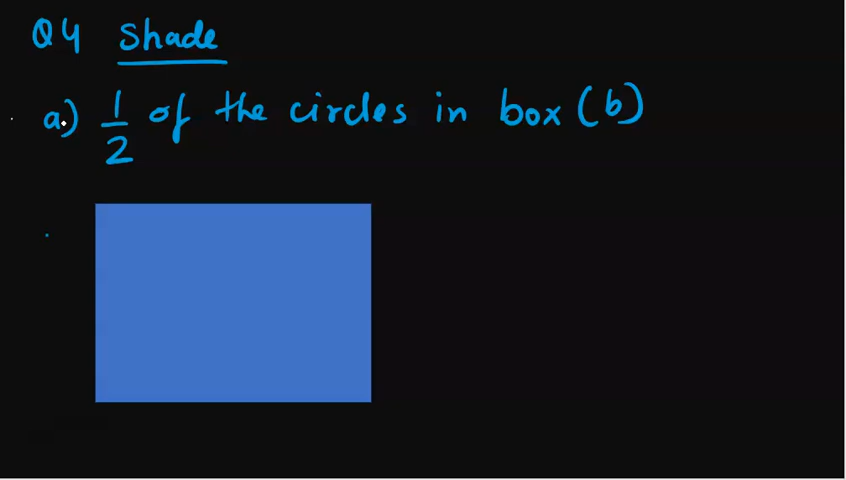 Q4 Shade
a.) 1/2 of the circles in box (b)